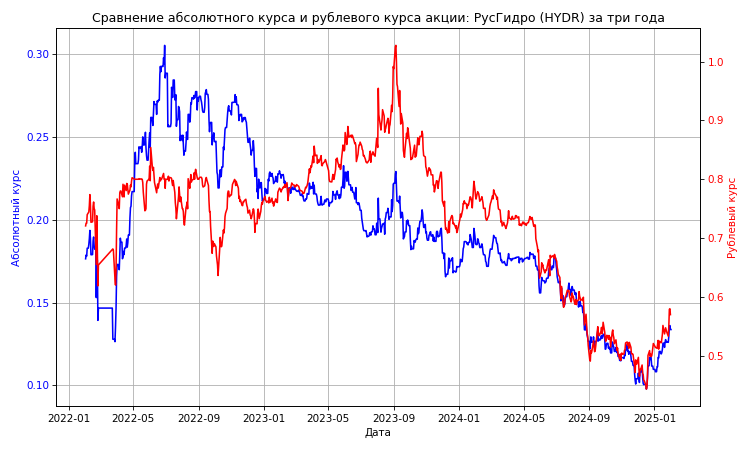 Сравнение абсолютного курса и рублевого курса акции: РусГидро (HYDR) за три года
0.30
0.25
0.20
0.15
0.10
Абсолютный курс
1.0
0.9
0.8
0.7
0.6
0.5
Рублевый курс
2022-01 2022-05 2022-09 2023-01 2023-05 2023-09 2024-01 2024-05 2024-09 2025-01
Дата